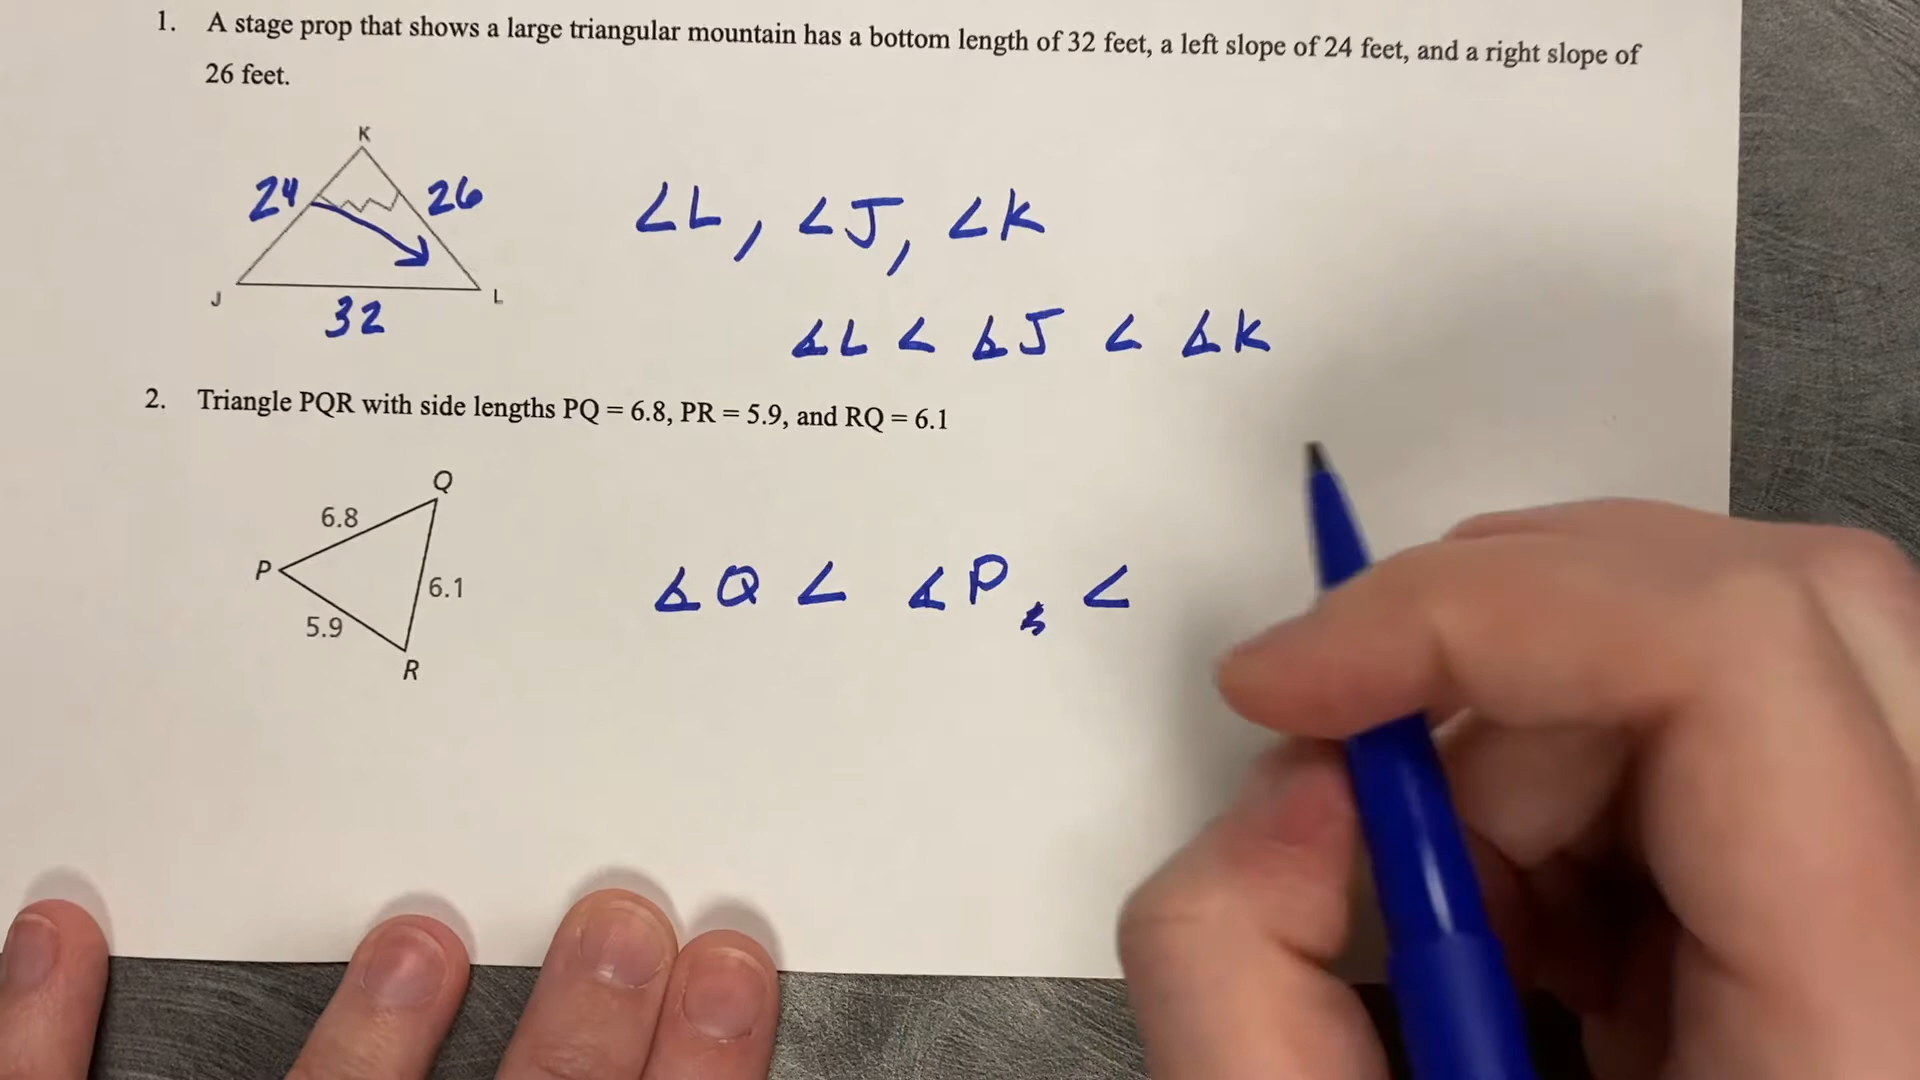 1. A stage prop that shows a large triangular mountain has a bottom length of 32 feet, a left slope of 24 feet, and a right slope of
26 feet.
K
24
26
∠L, ∠J, ∠K
J
L
32
∡L < ∡J < ∡K
2. Triangle PQR with side lengths PQ = 6.8, PR = 5.9, and RQ = 6.1
Q
6.8
P
6.1
∡Q < ∡P <
5.9
R